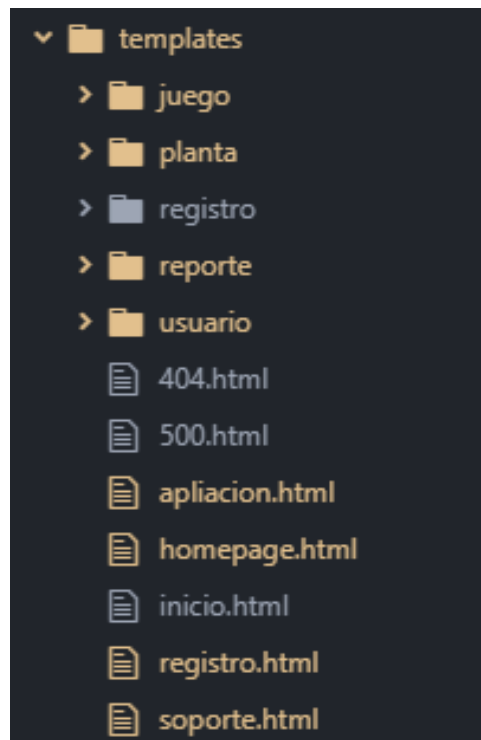 templates
juego
planta
registro
reporte
usuario
404.html
500.html
apliacion.html
homepage.html
inicio.html
registro.html
soporte.html